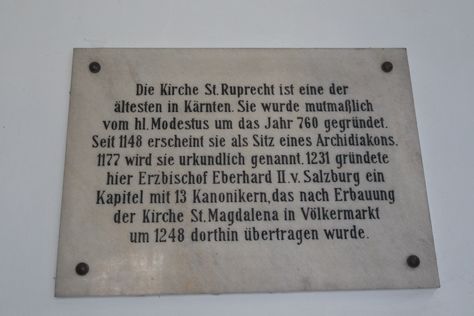 Die Kirche St. Ruprecht ist eine der
ältesten in Kärnten. Sie wurde mutmaßlich
vom hl. Modestus um das Jahr 760 gegründet.
Seit 1148 erscheint sie als Sitz eines Archidiakons.
1177 wird sie urkundlich genannt. 1231 gründete
hier Erzbischof Eberhard II. v. Salzburg ein
Kapitel mit 13 Kanonikern, das nach Erbauung
der Kirche St. Magdalena in Völkermarkt
um 1248 dorthin übertragen wurde.